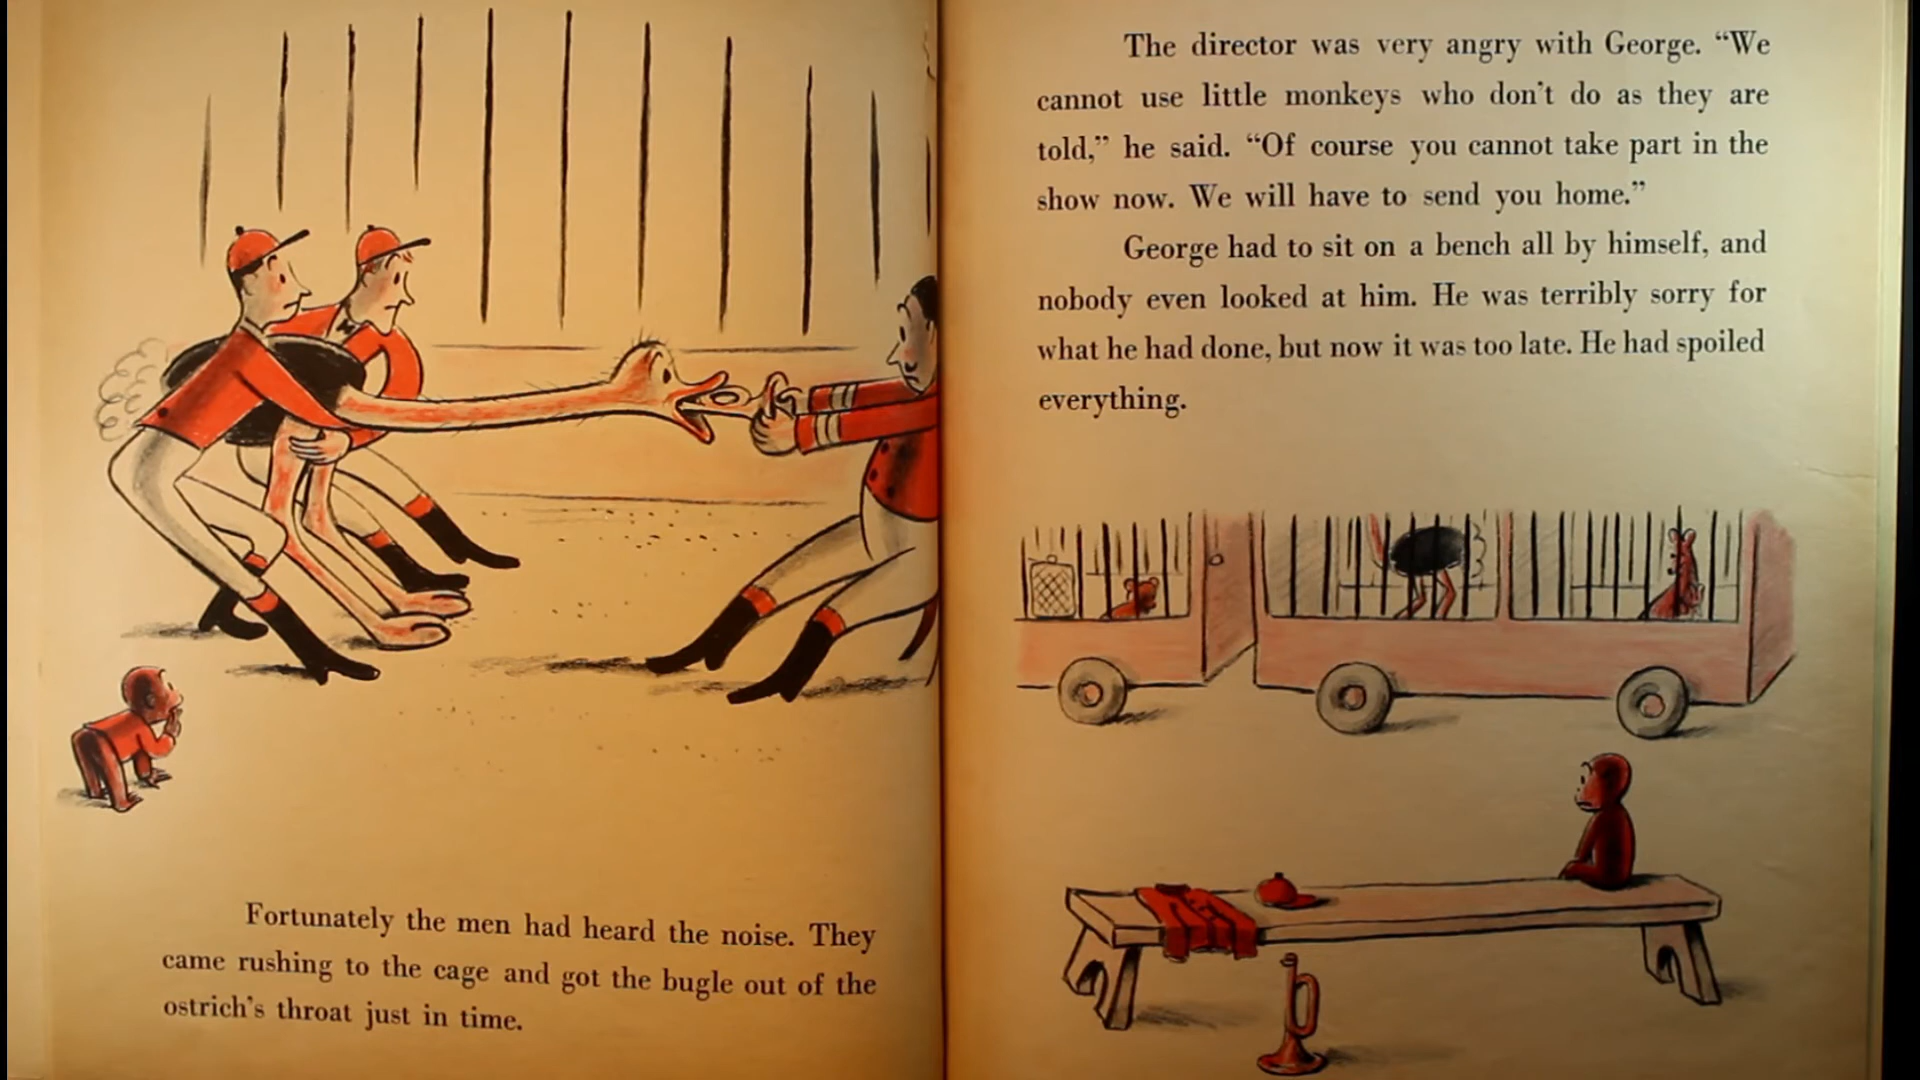 Fortunately the men had heard the noise. They
came rushing to the cage and got the bugle out of the
ostrich's throat just in time.
The director was very angry with George. “We
cannot use little monkeys who don't do as they are
told,” he said. “Of course you cannot take part in the
show now. We will have to send you home.”
George had to sit on a bench all by himself, and
nobody even looked at him. He was terribly sorry for
what he had done, but now it was too late. He had spoiled
everything.